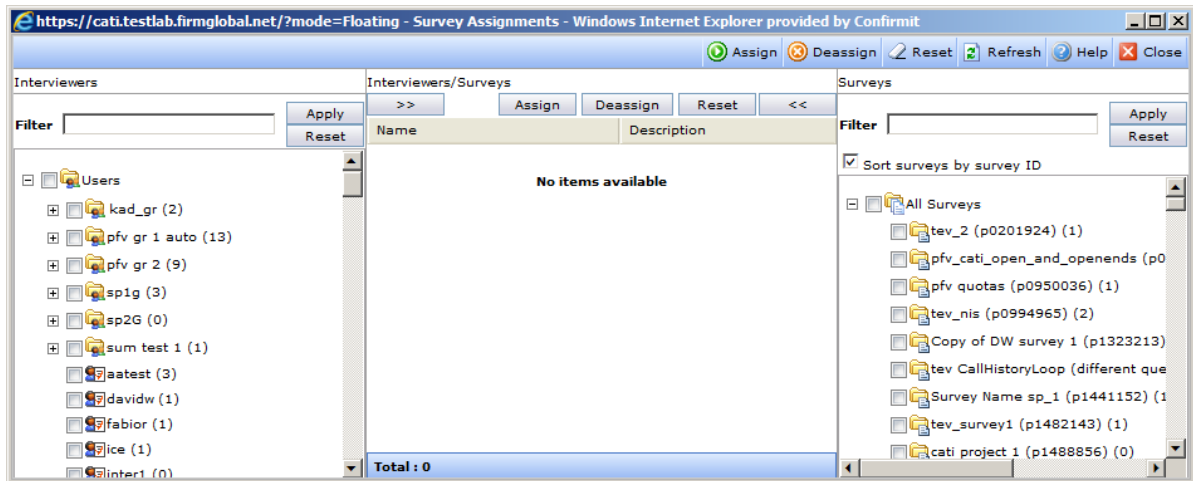 https://cati.testlab.firmglobal.net/?mode=Floating - Survey Assignments - Windows Internet Explorer provided by Confirmit
Assign Deassign Reset Refresh Help Close
Interviewers
Filter
Apply
Reset
Users
kad_gr (2)
pfv gr 1 auto (13)
pfv gr 2 (9)
sp1g (3)
sp2G (0)
sum test 1 (1)
aatest (3)
davidw (1)
fabior (1)
ice (1)
inter1 (0)
Interviewers/Surveys
>> Assign Deassign Reset <<
Name Description
No items available
Total : 0
Surveys
Filter
Apply
Reset
Sort surveys by survey ID
All Surveys
tev_2 (p0201924) (1)
pfv_cati_open_and_openends (p0
pfv quotas (p0950036) (1)
tev_nis (p0994965) (2)
Copy of DW survey 1 (p1323213)
tev CallHistoryLoop (different que
Survey Name sp_1 (p1441152) (1
tev_survey1 (p1482143) (1)
cati project 1 (p1488856) (0)